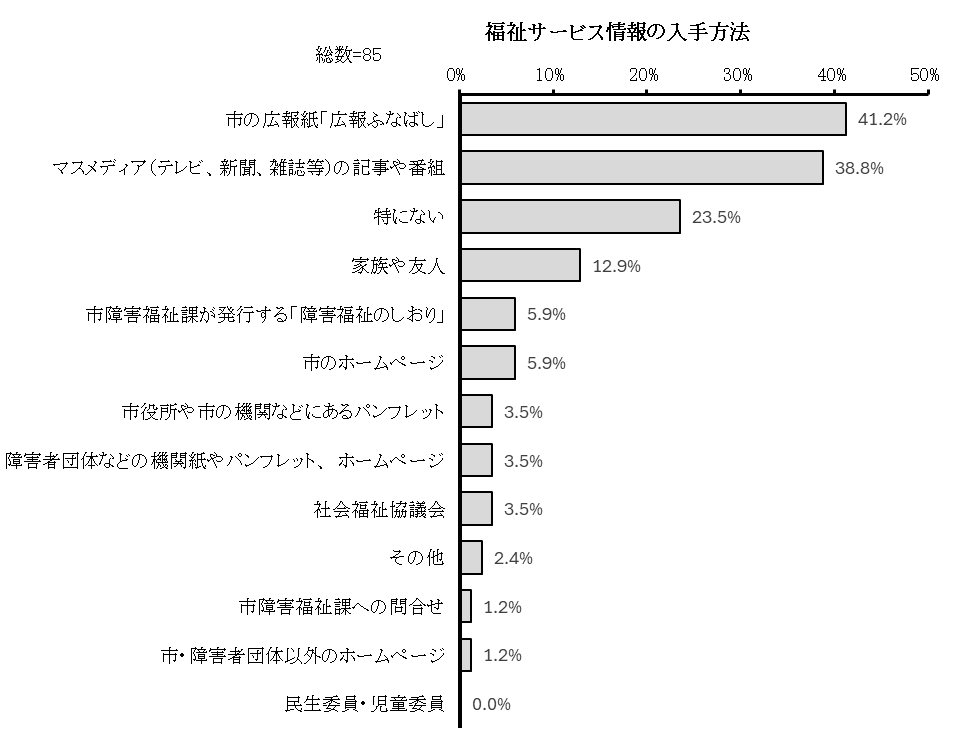 福祉サービス情報の入手方法
総数=85
0% 10% 20% 30% 40% 50%
市の広報紙「広報ふなばし」 41.2%
マスメディア（テレビ、新聞、雑誌等）の記事や番組 38.8%
特にない 23.5%
家族や友人 12.9%
市障害福祉課が発行する「障害福祉のしおり」 5.9%
市のホームページ 5.9%
市役所や市の機関などにあるパンフレット 3.5%
障害者団体などの機関紙やパンフレット、ホームページ 3.5%
社会福祉協議会 3.5%
その他 2.4%
市障害福祉課への問合せ 1.2%
市・障害者団体以外のホームページ 1.2%
民生委員・児童委員 0.0%